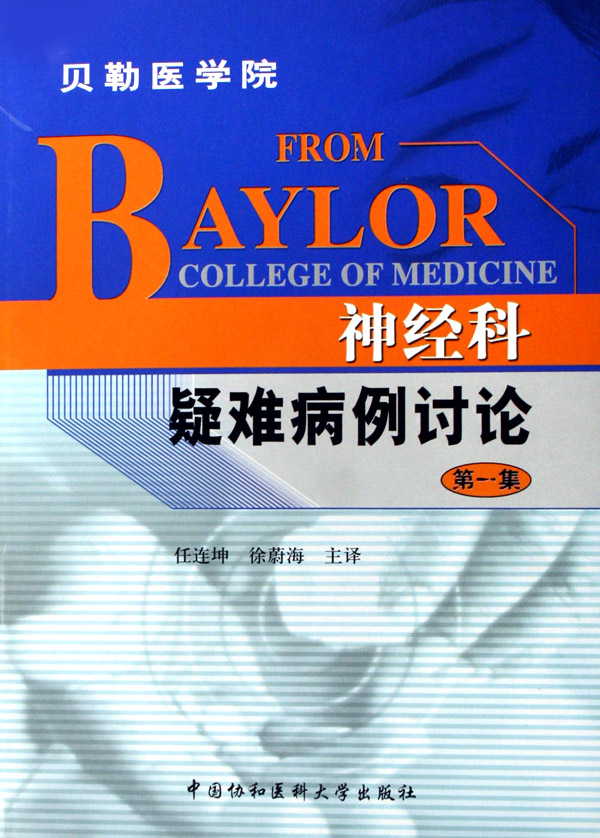 贝勒医学院
FROM
BAYLOR
COLLEGE OF MEDICINE
神经科
疑难病例讨论
第一集
任连坤 徐蔚海 主译
中国协和医科大学出版社